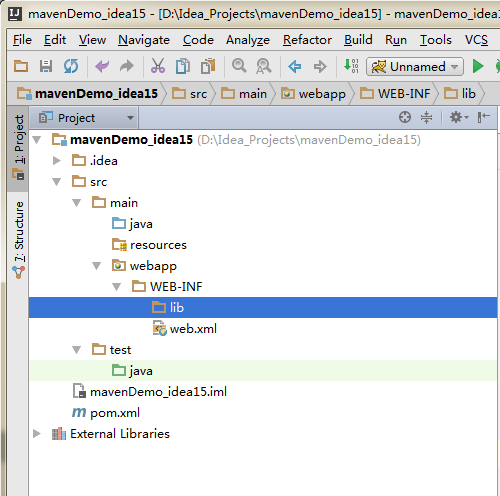 mavenDemo_idea15 - [D:\Idea_Projects\mavenDemo_idea15] - mavenDemo_idea
File Edit View Navigate Code Analyze Refactor Build Run Tools VCS
Unnamed
mavenDemo_idea15 src main webapp WEB-INF lib
1: Project
7: Structure
Project
mavenDemo_idea15 (D:\Idea_Projects\mavenDemo_idea15)
.idea
src
main
java
resources
webapp
WEB-INF
lib
web.xml
test
java
mavenDemo_idea15.iml
pom.xml
External Libraries